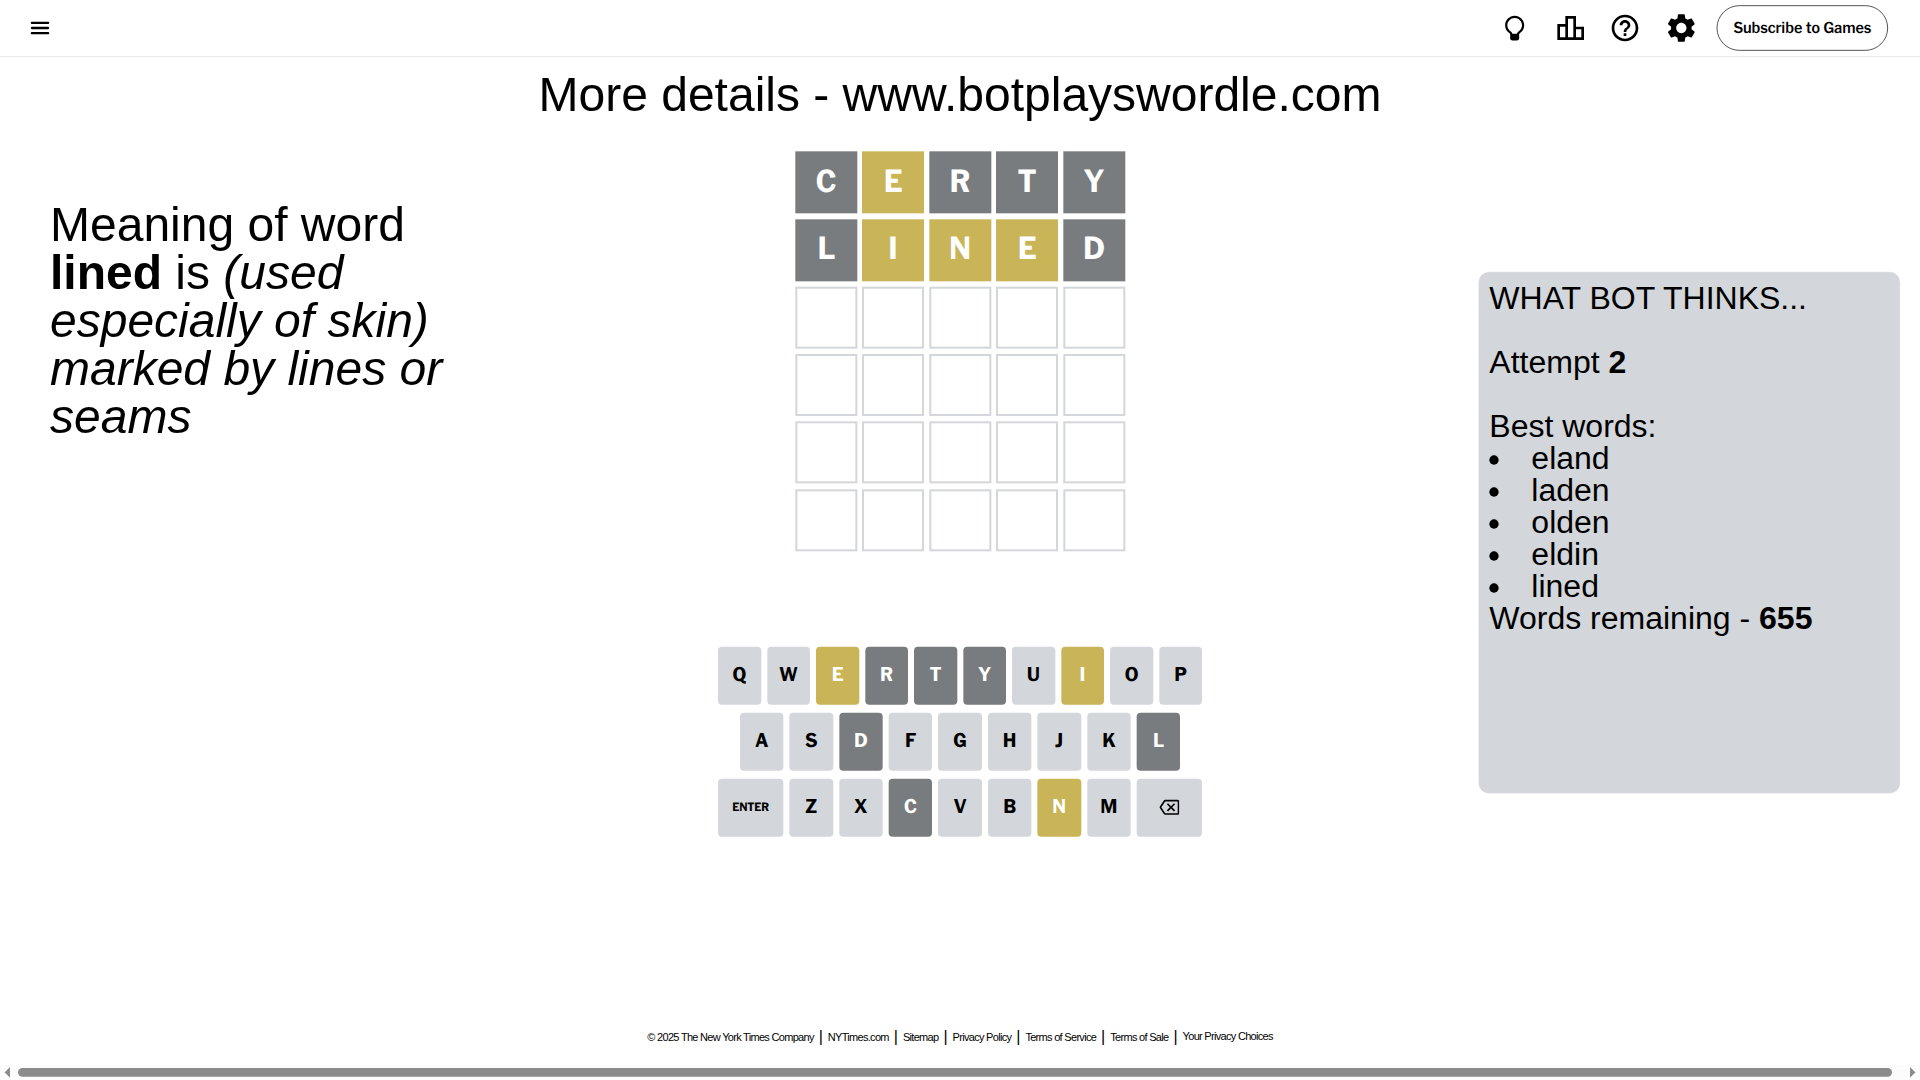 Subscribe to Games
More details - www.botplayswordle.com
Meaning of word
lined is (used
especially of skin)
marked by lines or
seams
C E R T Y
L I N E D
WHAT BOT THINKS...
Attempt 2
Best words:
• eland
• laden
• olden
• eldin
• lined
Words remaining - 655
Q W E R T Y U I O P
A S D F G H J K L
ENTER Z X C V B N M
© 2025 The New York Times Company | NYTimes.com | Sitemap | Privacy Policy | Terms of Service | Terms of Sale | Your Privacy Choices